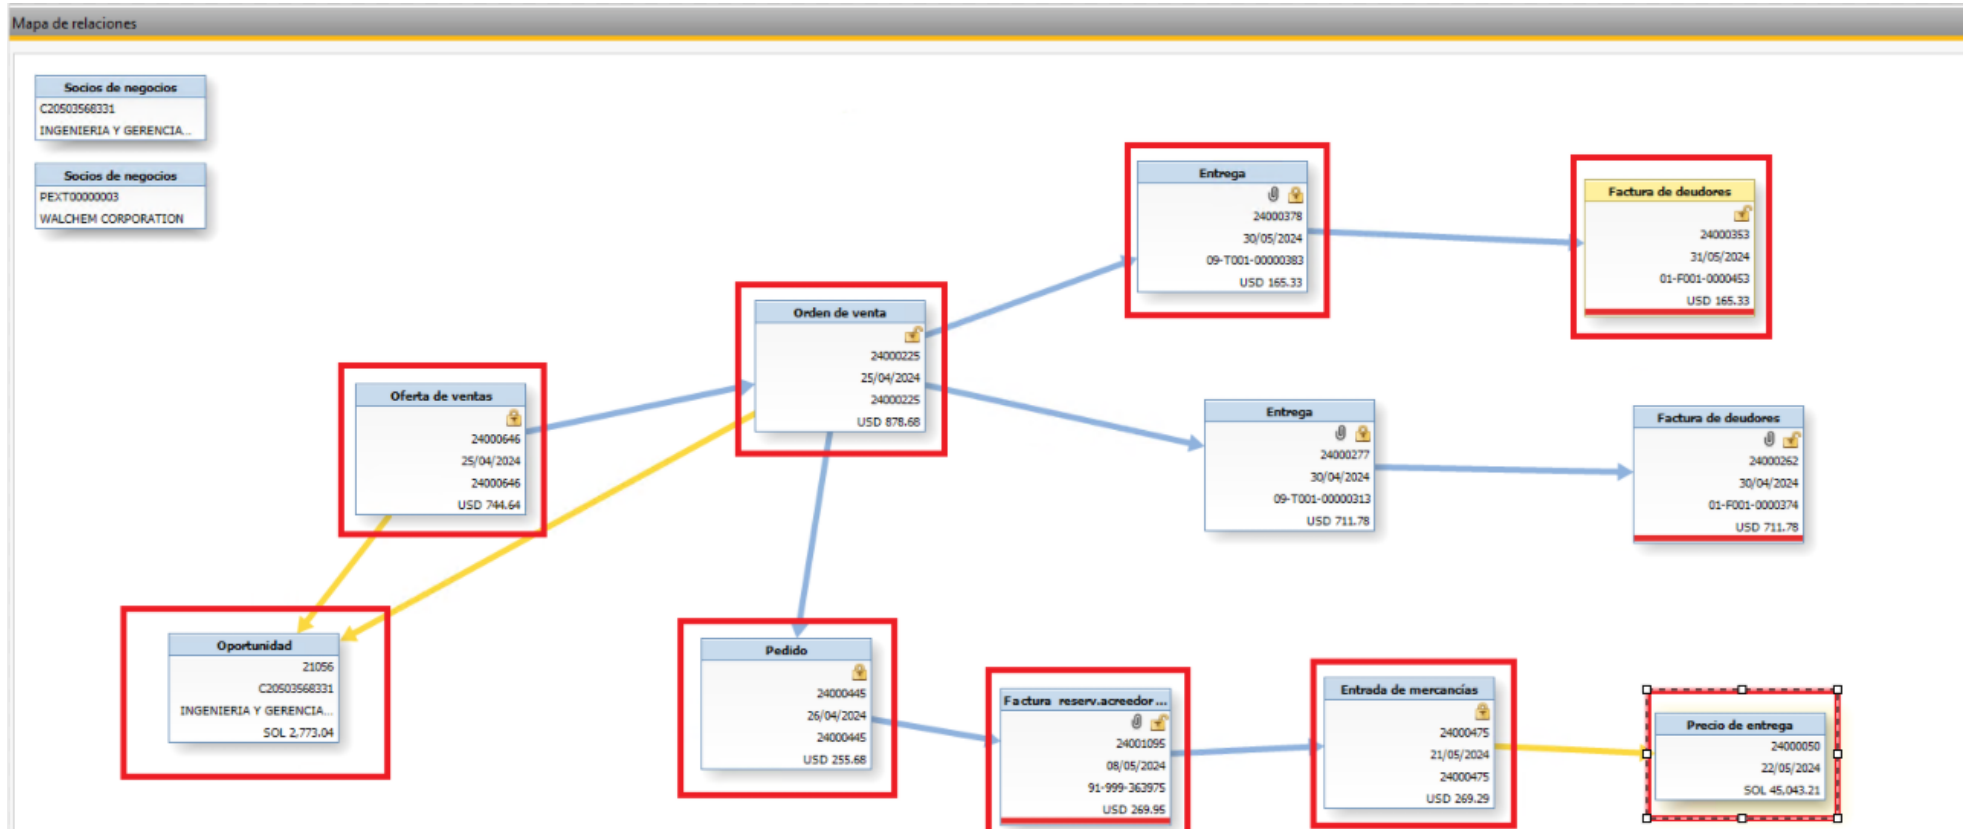 Mapa de relaciones
Socios de negocios
C20503568331
INGENIERIA Y GERENCIA...
Socios de negocios
PEXT00000003
WALCHEM CORPORATION
Entrega
24000378
30/05/2024
09-T001-00000383
USD 165.33
Factura de deudores
24000353
31/05/2024
01-F001-0000453
USD 165.33
Orden de venta
24000225
25/04/2024
24000225
USD 878.68
Oferta de ventas
24000646
25/04/2024
24000646
USD 744.64
Entrega
24000277
30/04/2024
09-T001-00000313
USD 711.78
Factura de deudores
24000262
30/04/2024
01-F001-0000374
USD 711.78
Oportunidad
21056
C20503568331
INGENIERIA Y GERENCIA...
SOL 2,773.04
Pedido
24000445
26/04/2024
24000445
USD 255.68
Factura reserv.acreedor ...
24001095
08/05/2024
91-999-363975
USD 269.95
Entrada de mercancías
24000475
21/05/2024
24000475
USD 269.29
Precio de entrega
24000050
22/05/2024
SOL 45,043.21